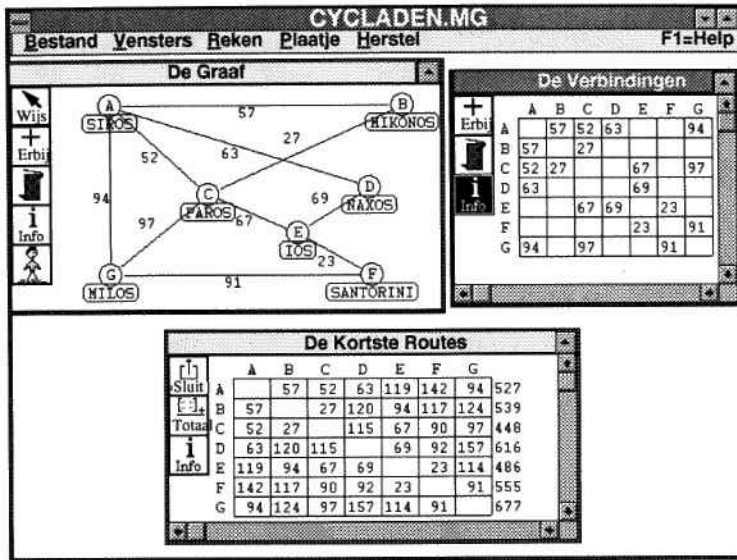 CYCLADEN.MG
Bestand Vensters Reken Plaatje Herstel F1=Help
De Graaf
Wijs
Erbij
Info
A
SIROS
57
B
MIKONOS
27
52
63
94
D
NAXOS
69
C
PAROS
67
97
E
IOS
23
G
MILOS
91
F
SANTORINI
De Verbindingen
Erbij
Info
A B C D E F G
A 57 52 63 94
B 57 27
C 52 27 67 97
D 63 69
E 67 69 23
F 23 91
G 94 97 91
De Kortste Routes
Sluit
Totaal
Info
A B C D E F G
A 57 52 63 119 142 94 527
B 57 27 120 94 117 124 539
C 52 27 115 67 90 97 448
D 63 120 115 69 92 157 616
E 119 94 67 69 23 114 486
F 142 117 90 92 23 91 555
G 94 124 97 157 114 91 677